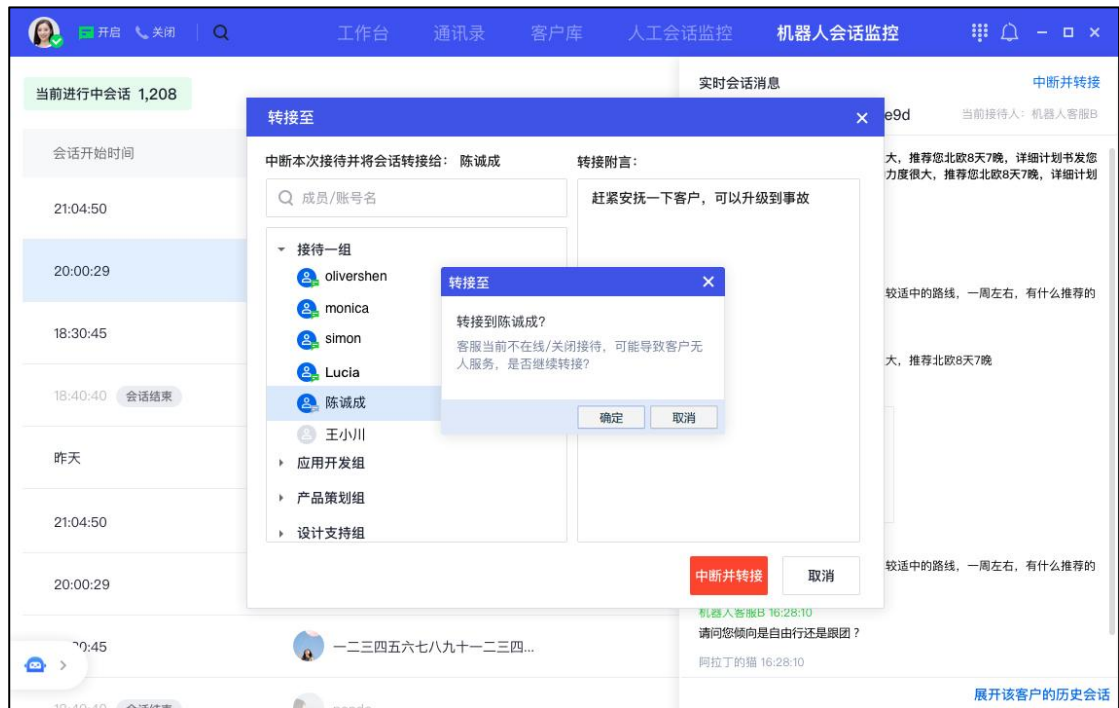 开启 关闭 工作台 通讯录 客户库 人工会话监控 机器人会话监控
当前进行中会话 1,208
会话开始时间
21:04:50
20:00:29
18:30:45
18:40:40 会话结束
昨天
21:04:50
20:00:29
0:45
一二三四五六七八九十一二三四...
实时会话消息 中断并转接
e9d 当前接待人：机器人客服B
大，推荐您北欧8天7晚，详细计划书发您
力度很大，推荐您北欧8天7晚，详细计划
较适中的路线，一周左右，有什么推荐的
大，推荐北欧8天7晚
较适中的路线，一周左右，有什么推荐的
机器人客服B 16:28:10
请问您倾向是自由行还是跟团？
阿拉丁的猫 16:28:10
展开该客户的历史会话
转接至
中断本次接待并将会话转接给： 陈诚成
成员/账号名
接待一组
olivershen
monica
simon
Lucia
陈诚成
王小川
应用开发组
产品策划组
设计支持组
转接附言：
赶紧安抚一下客户，可以升级到事故
中断并转接 取消
转接至
转接到陈诚成？
客服当前不在线/关闭接待，可能导致客户无
人服务，是否继续转接？
确定 取消